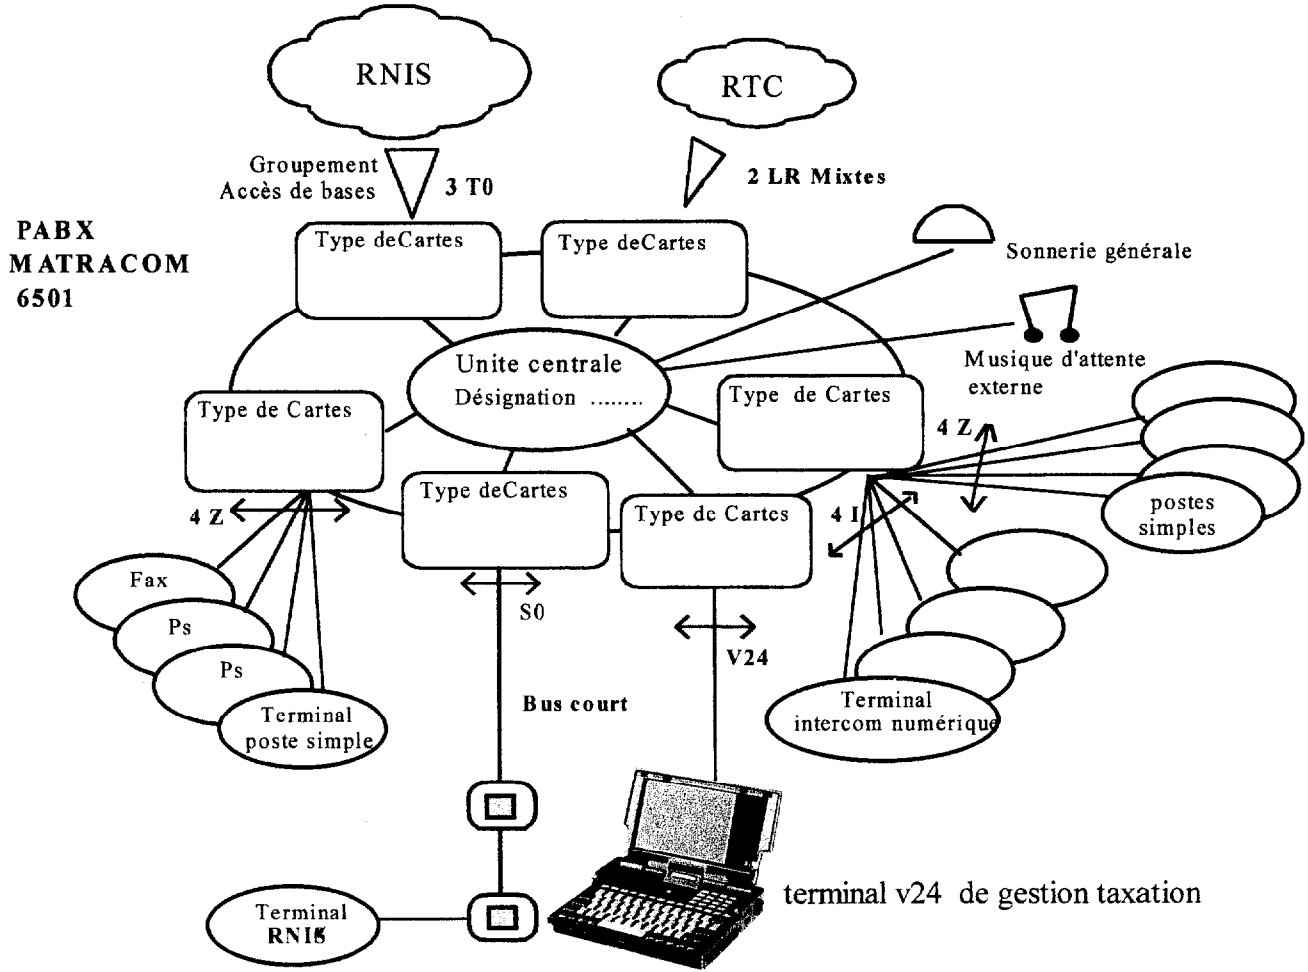 RNIS
RTC
Groupement
Accès de bases
3 T0
2 LR Mixtes
PABX
MATRACOM
6501
Type deCartes
Type deCartes
Sonnerie générale
Unite centrale
Désignation ........
Musique d'attente
externe
Type de Cartes
Type de Cartes
4 Z
Type deCartes
Type de Cartes
4 Z
4 I
postes
simples
Fax
Ps
Ps
Terminal
poste simple
S0
V24
Bus court
Terminal
intercom numérique
terminal v24 de gestion taxation
Terminal
RNIS